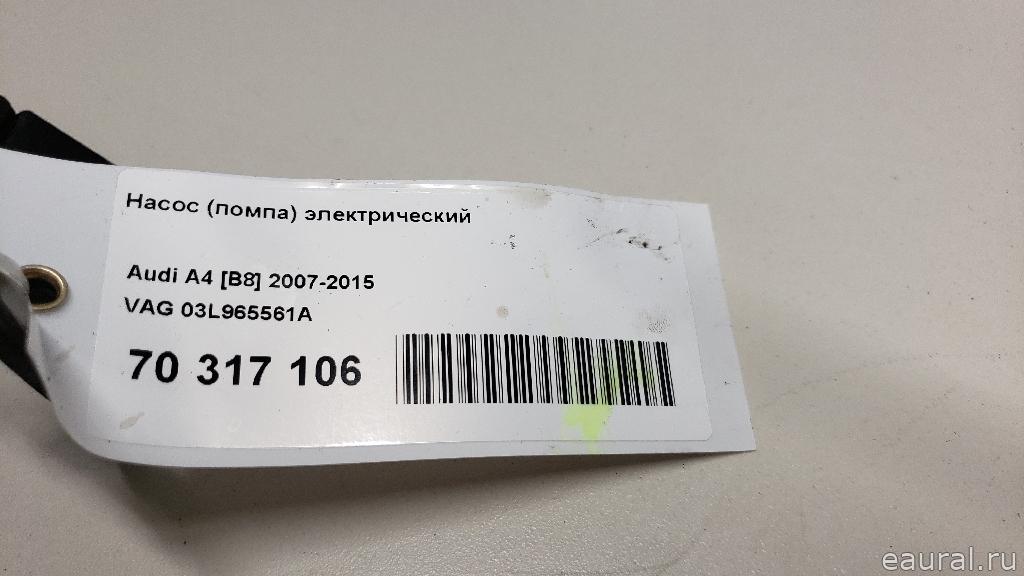 Насос (помпа) электрический
Audi A4 [B8] 2007-2015
VAG 03L965561A
70 317 106
eaural.ru